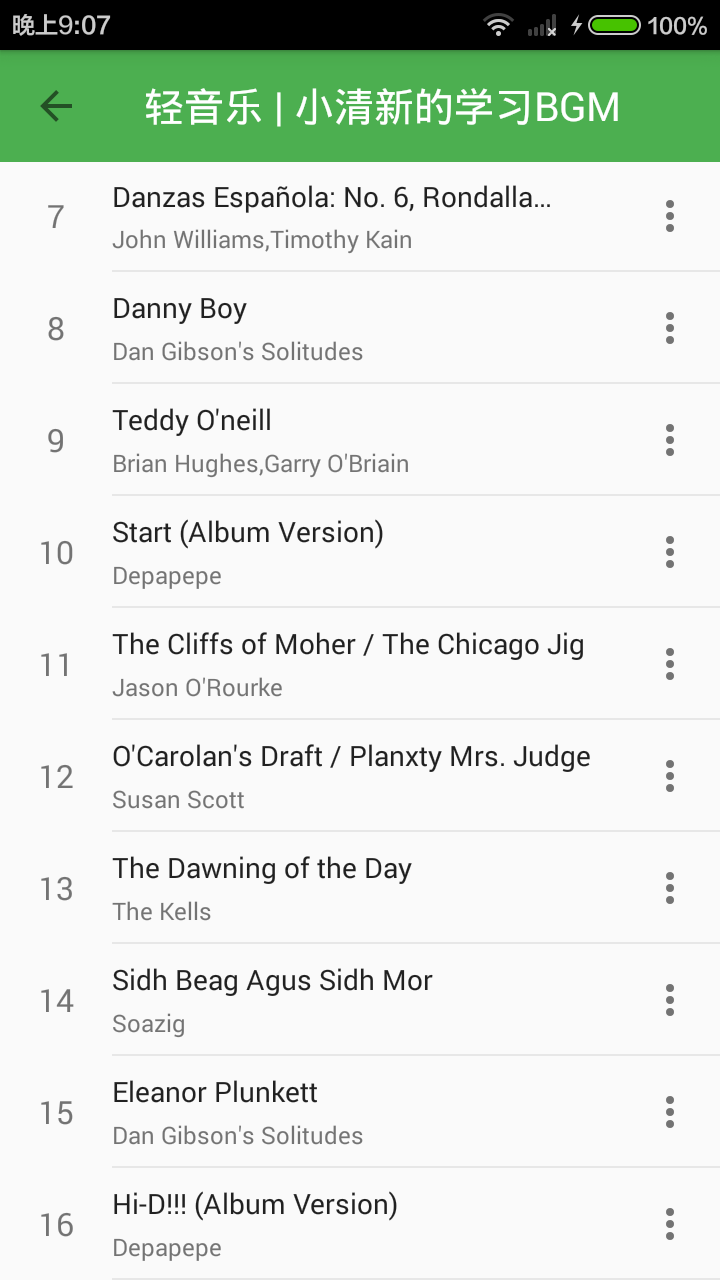 晚上9:07
100%
轻音乐 | 小清新的学习BGM
7
Danzas Española: No. 6, Rondalla...
John Williams,Timothy Kain
8
Danny Boy
Dan Gibson's Solitudes
9
Teddy O'neill
Brian Hughes,Garry O'Briain
10
Start (Album Version)
Depapepe
11
The Cliffs of Moher / The Chicago Jig
Jason O'Rourke
12
O'Carolan's Draft / Planxty Mrs. Judge
Susan Scott
13
The Dawning of the Day
The Kells
14
Sidh Beag Agus Sidh Mor
Soazig
15
Eleanor Plunkett
Dan Gibson's Solitudes
16
Hi-D!!! (Album Version)
Depapepe